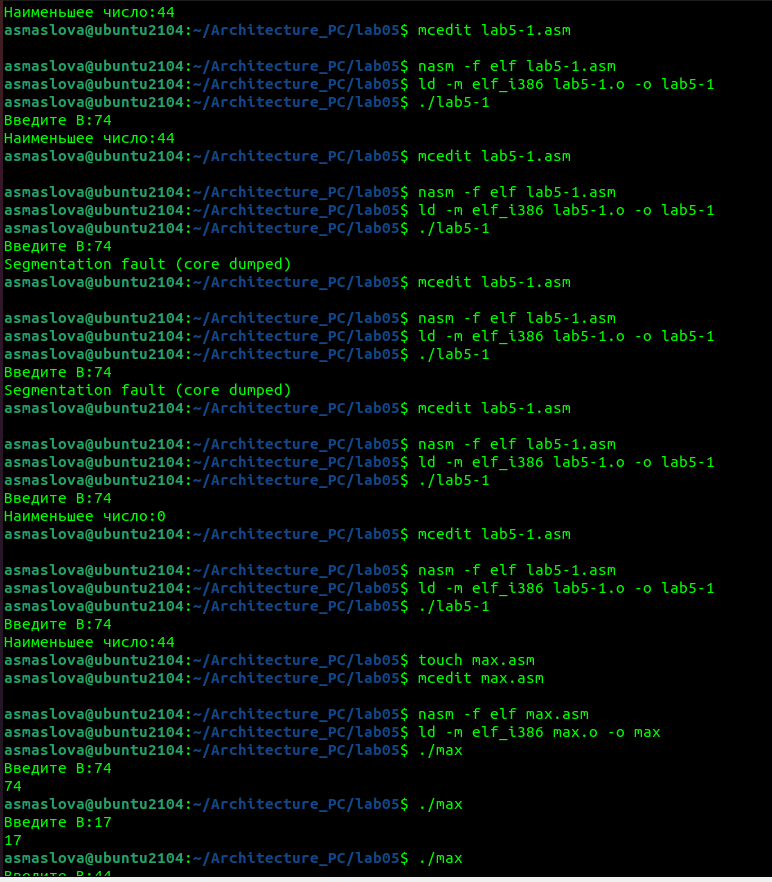 Наименьшее число:44
asmaslova@ubuntu2104:~/Architecture_PC/lab05$ mcedit lab5-1.asm
asmaslova@ubuntu2104:~/Architecture_PC/lab05$ nasm -f elf lab5-1.asm
asmaslova@ubuntu2104:~/Architecture_PC/lab05$ ld -m elf_i386 lab5-1.o -o lab5-1
asmaslova@ubuntu2104:~/Architecture_PC/lab05$ ./lab5-1
Введите B:74
Наименьшее число:44
asmaslova@ubuntu2104:~/Architecture_PC/lab05$ mcedit lab5-1.asm
asmaslova@ubuntu2104:~/Architecture_PC/lab05$ nasm -f elf lab5-1.asm
asmaslova@ubuntu2104:~/Architecture_PC/lab05$ ld -m elf_i386 lab5-1.o -o lab5-1
asmaslova@ubuntu2104:~/Architecture_PC/lab05$ ./lab5-1
Введите B:74
Segmentation fault (core dumped)
asmaslova@ubuntu2104:~/Architecture_PC/lab05$ mcedit lab5-1.asm
asmaslova@ubuntu2104:~/Architecture_PC/lab05$ nasm -f elf lab5-1.asm
asmaslova@ubuntu2104:~/Architecture_PC/lab05$ ld -m elf_i386 lab5-1.o -o lab5-1
asmaslova@ubuntu2104:~/Architecture_PC/lab05$ ./lab5-1
Введите B:74
Segmentation fault (core dumped)
asmaslova@ubuntu2104:~/Architecture_PC/lab05$ mcedit lab5-1.asm
asmaslova@ubuntu2104:~/Architecture_PC/lab05$ nasm -f elf lab5-1.asm
asmaslova@ubuntu2104:~/Architecture_PC/lab05$ ld -m elf_i386 lab5-1.o -o lab5-1
asmaslova@ubuntu2104:~/Architecture_PC/lab05$ ./lab5-1
Введите B:74
Наименьшее число:0
asmaslova@ubuntu2104:~/Architecture_PC/lab05$ mcedit lab5-1.asm
asmaslova@ubuntu2104:~/Architecture_PC/lab05$ nasm -f elf lab5-1.asm
asmaslova@ubuntu2104:~/Architecture_PC/lab05$ ld -m elf_i386 lab5-1.o -o lab5-1
asmaslova@ubuntu2104:~/Architecture_PC/lab05$ ./lab5-1
Введите B:74
Наименьшее число:44
asmaslova@ubuntu2104:~/Architecture_PC/lab05$ touch max.asm
asmaslova@ubuntu2104:~/Architecture_PC/lab05$ mcedit max.asm
asmaslova@ubuntu2104:~/Architecture_PC/lab05$ nasm -f elf max.asm
asmaslova@ubuntu2104:~/Architecture_PC/lab05$ ld -m elf_i386 max.o -o max
asmaslova@ubuntu2104:~/Architecture_PC/lab05$ ./max
Введите B:74
74
asmaslova@ubuntu2104:~/Architecture_PC/lab05$ ./max
Введите B:17
17
asmaslova@ubuntu2104:~/Architecture_PC/lab05$ ./max
Введите B:44